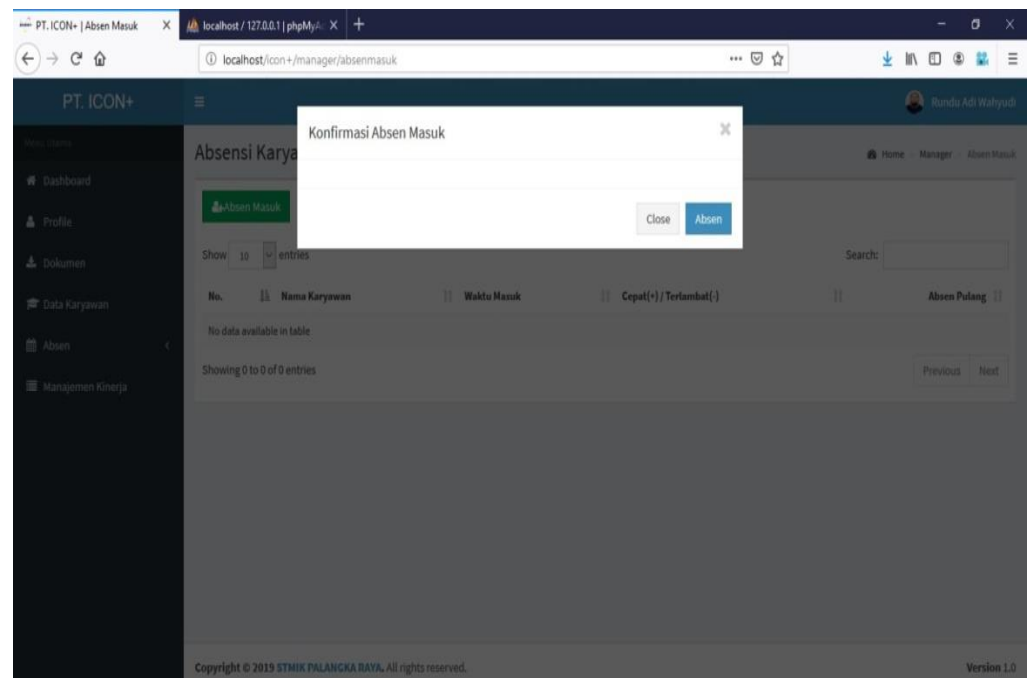 PT. ICON+ | Absen Masuk
localhost / 127.0.0.1 | phpMyAd
localhost/icon+/manager/absenmasuk
PT. ICON+
Rundu Adi Wahyudi
Konfirmasi Absen Masuk
Menu Utama
Absensi Karya
Home
Manager
Absen Masuk
Dashboard
Absen Masuk
Close
Absen
Profile
Show 10 entries
Search:
Dokumen
No.
Nama Karyawan
Waktu Masuk
Cepat(+) / Terlambat(-)
Absen Pulang
Data Karyawan
No data available in table
Absen
Showing 0 to 0 of 0 entries
Previous
Next
Manajemen Kinerja
Copyright © 2019 STMIK PALANGKA RAYA. All rights reserved.
Version 1.0